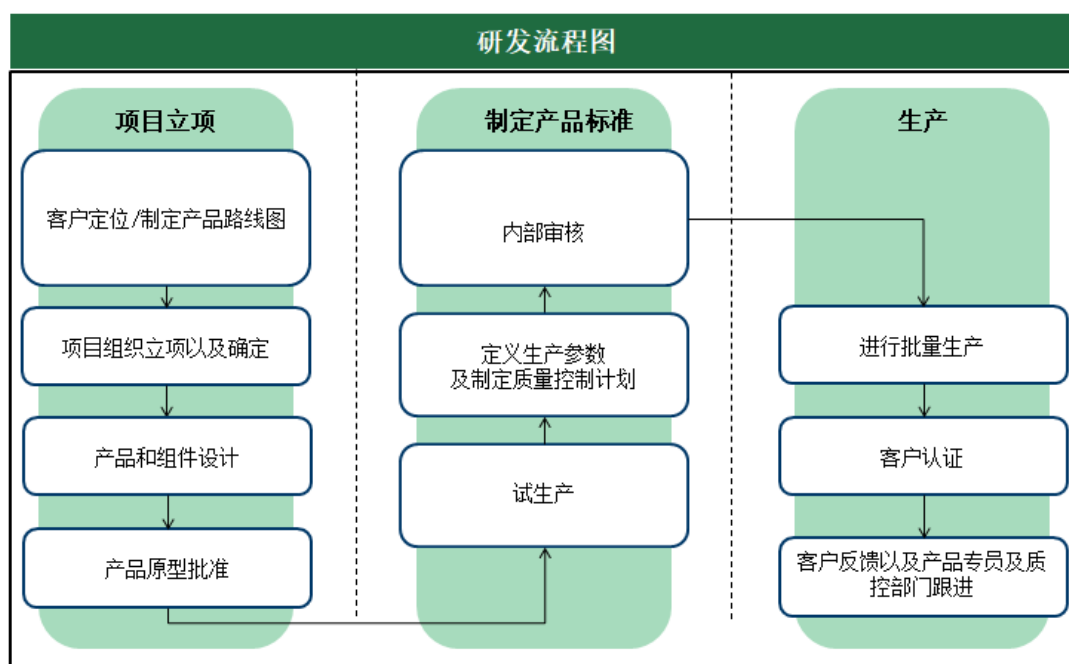 研发流程图
项目立项
客户定位/制定产品路线图
项目组织立项以及确定
产品和组件设计
产品原型批准
制定产品标准
内部审核
定义生产参数
及制定质量控制计划
试生产
生产
进行批量生产
客户认证
客户反馈以及产品专员及质
控部门跟进